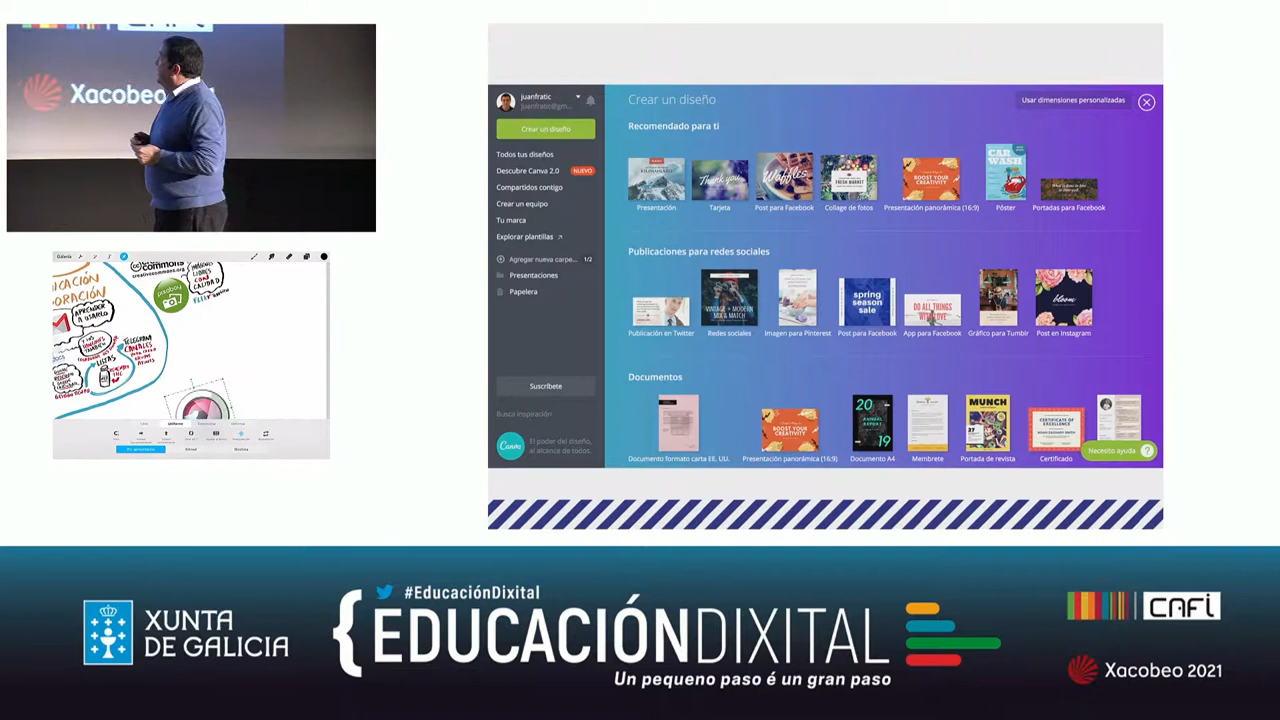 Xacobeo
Galería
commons
creativecommons.org
IMÁGENES
LIBRES
CON
CALIDAD
pixabay
APRENDER
A USARLO
TELEGRAM
CANALES
LISTAS
Uniforme
juanfratic
juanfratic@gm...
Crear un diseño
Todos tus diseños
Descubre Canva 2.0
NUEVO
Compartidos contigo
Crear un equipo
Tu marca
Explorar plantillas
Agregar nueva carpe...
1/2
Presentaciones
Papelera
Suscríbete
Busca inspiración
Canva
El poder del diseño,
al alcance de todos.
Crear un diseño
Usar dimensiones personalizadas
Recomendado para ti
Thank you
Waffles
FRESH MARKET
BOOST YOUR
CREATIVITY
CAR
WASH
Presentación
Tarjeta
Post para Facebook
Collage de fotos
Presentación panorámica (16:9)
Póster
Portadas para Facebook
Publicaciones para redes sociales
VINTAGE + MODERN
MIX & MATCH
spring
season
sale
DO ALL THINGS
WITH LOVE
bloom
Publicación en Twitter
Redes sociales
Imagen para Pinterest
Post para Facebook
App para Facebook
Gráfico para Tumblr
Post en Instagram
Documentos
BOOST YOUR
CREATIVITY
20
ANNUAL
REPORT
19
MUNCH
CERTIFICATE OF
EXCELLENCE
Documento formato carta EE. UU.
Presentación panorámica (16:9)
Documento A4
Membrete
Portada de revista
Certificado
Necesito ayuda ?
XUNTA
DE GALICIA
#EducaciónDixital
{EDUCACIÓNDIXITAL
Un pequeno paso é un gran paso
CAFi
Xacobeo 2021